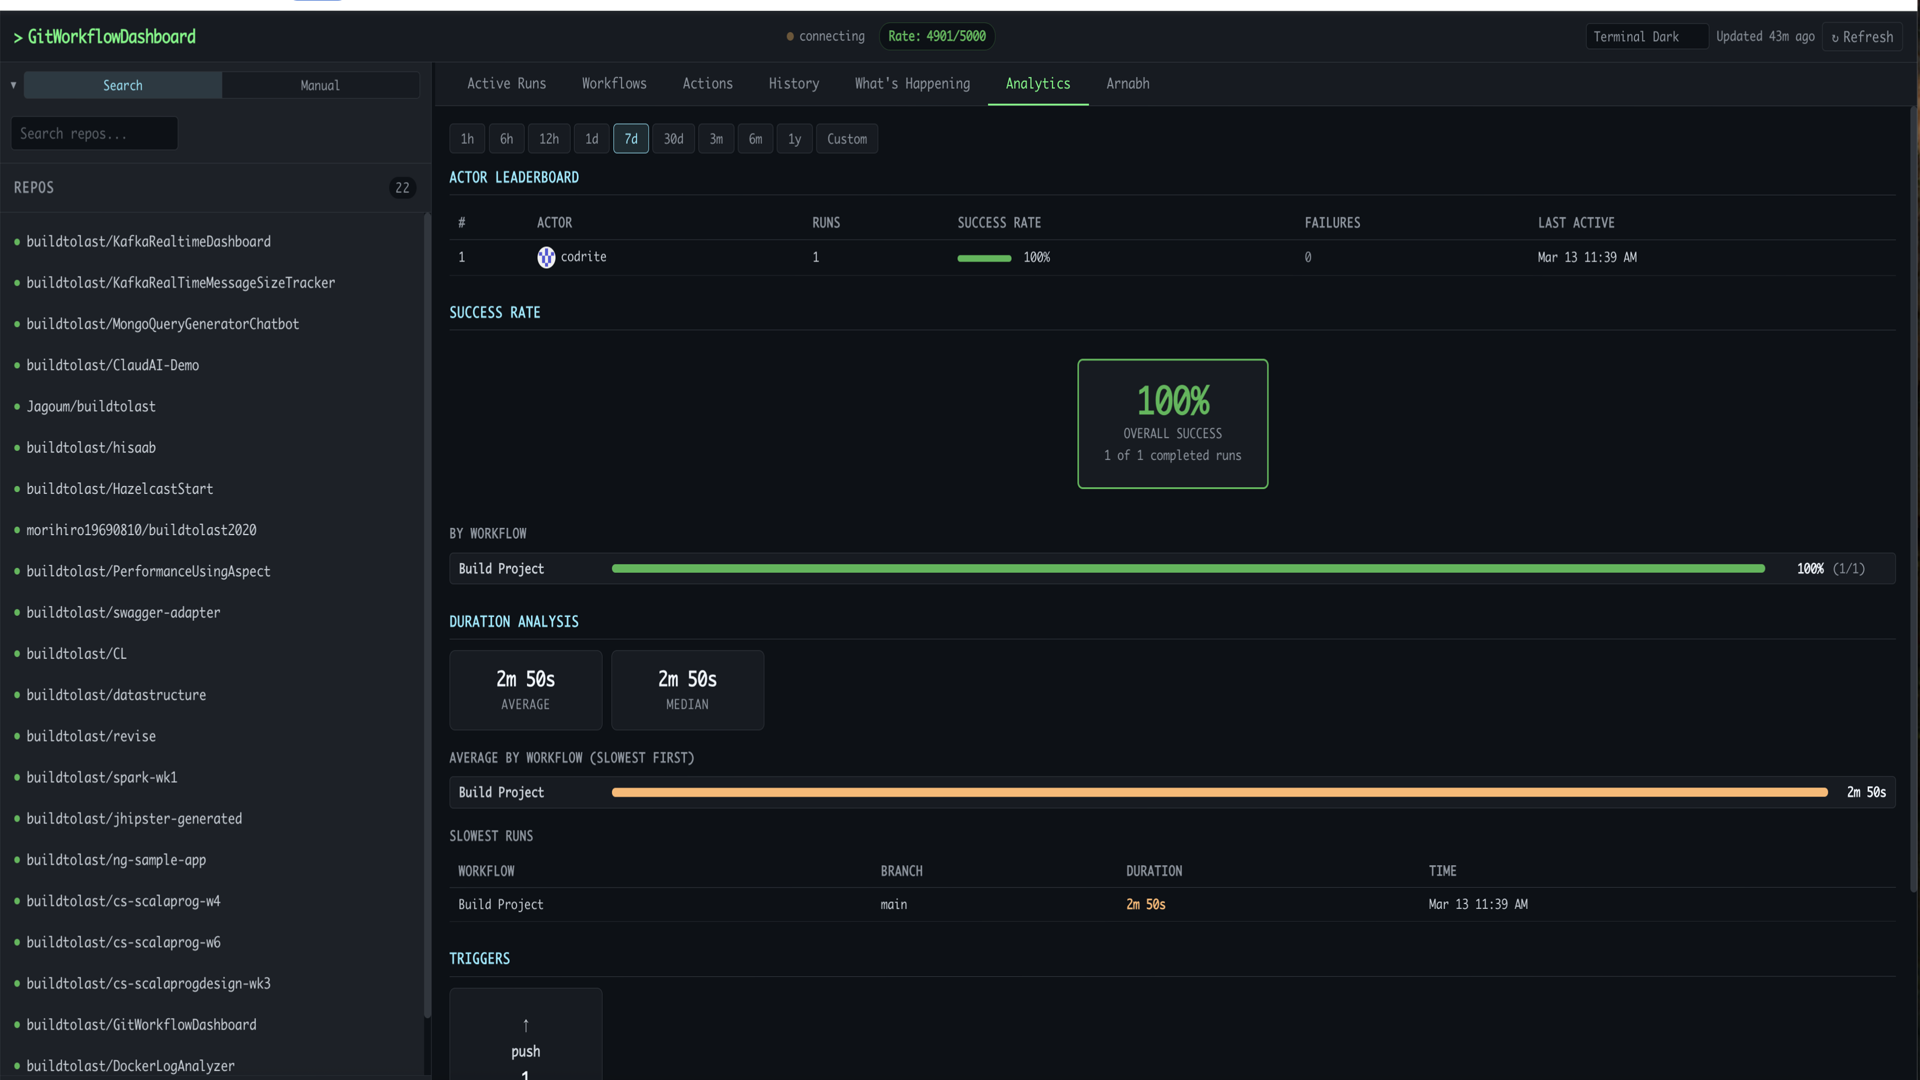 > GitWorkflowDashboard
connecting
Rate: 4901/5000
Terminal Dark
Updated 43m ago
↻ Refresh
▾
Search
Manual
Search repos...
REPOS
22
buildtolast/KafkaRealtimeDashboard
buildtolast/KafkaRealTimeMessageSizeTracker
buildtolast/MongoQueryGeneratorChatbot
buildtolast/ClaudAI-Demo
Jagoum/buildtolast
buildtolast/hisaab
buildtolast/HazelcastStart
morihiro19690810/buildtolast2020
buildtolast/PerformanceUsingAspect
buildtolast/swagger-adapter
buildtolast/CL
buildtolast/datastructure
buildtolast/revise
buildtolast/spark-wk1
buildtolast/jhipster-generated
buildtolast/ng-sample-app
buildtolast/cs-scalaprog-w4
buildtolast/cs-scalaprog-w6
buildtolast/cs-scalaprogdesign-wk3
buildtolast/GitWorkflowDashboard
buildtolast/DockerLogAnalyzer
Active Runs
Workflows
Actions
History
What's Happening
Analytics
Arnabh
1h
6h
12h
1d
7d
30d
3m
6m
1y
Custom
ACTOR LEADERBOARD
# ACTOR RUNS SUCCESS RATE FAILURES LAST ACTIVE
1 codrite 1 100% 0 Mar 13 11:39 AM
SUCCESS RATE
100%
OVERALL SUCCESS
1 of 1 completed runs
BY WORKFLOW
Build Project 100% (1/1)
DURATION ANALYSIS
2m 50s
AVERAGE
2m 50s
MEDIAN
AVERAGE BY WORKFLOW (SLOWEST FIRST)
Build Project 2m 50s
SLOWEST RUNS
WORKFLOW BRANCH DURATION TIME
Build Project main 2m 50s Mar 13 11:39 AM
TRIGGERS
↑
push
1